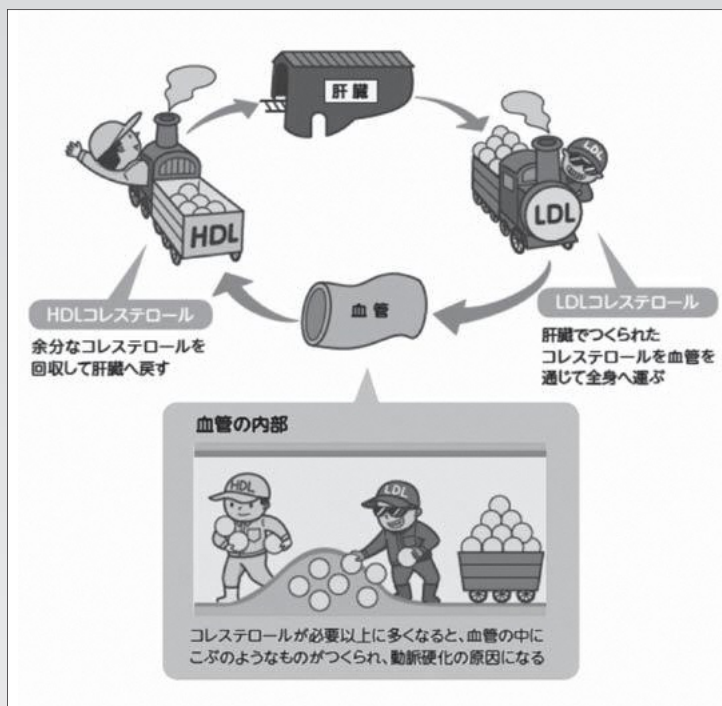 肝臓
HDL
LDL
LDL
血管
HDLコレステロール
余分なコレステロールを
回収して肝臓へ戻す
LDLコレステロール
肝臓でつくられた
コレステロールを血管を
通じて全身へ運ぶ
血管の内部
HDL
LDL
コレステロールが必要以上に多くなると、血管の中に
こぶのようなものがつくられ、動脈硬化の原因になる